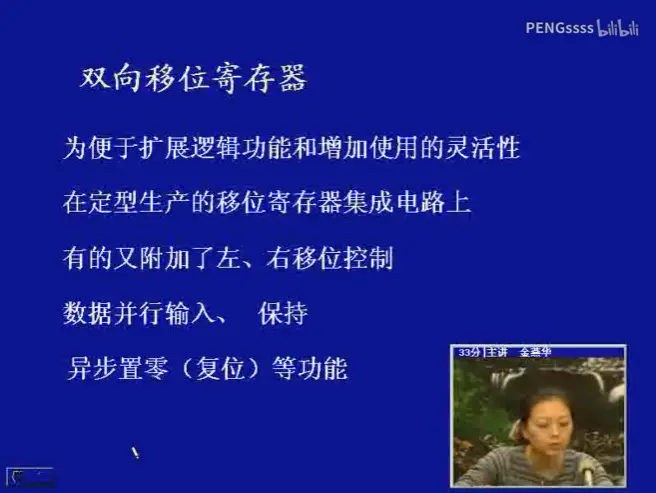 PENGssss bilibili
双向移位寄存器
为便于扩展逻辑功能和增加使用的灵活性
在定型生产的移位寄存器集成电路上
有的又附加了左、右移位控制
数据并行输入、 保持
异步置零（复位）等功能
33分|主讲 金燕华